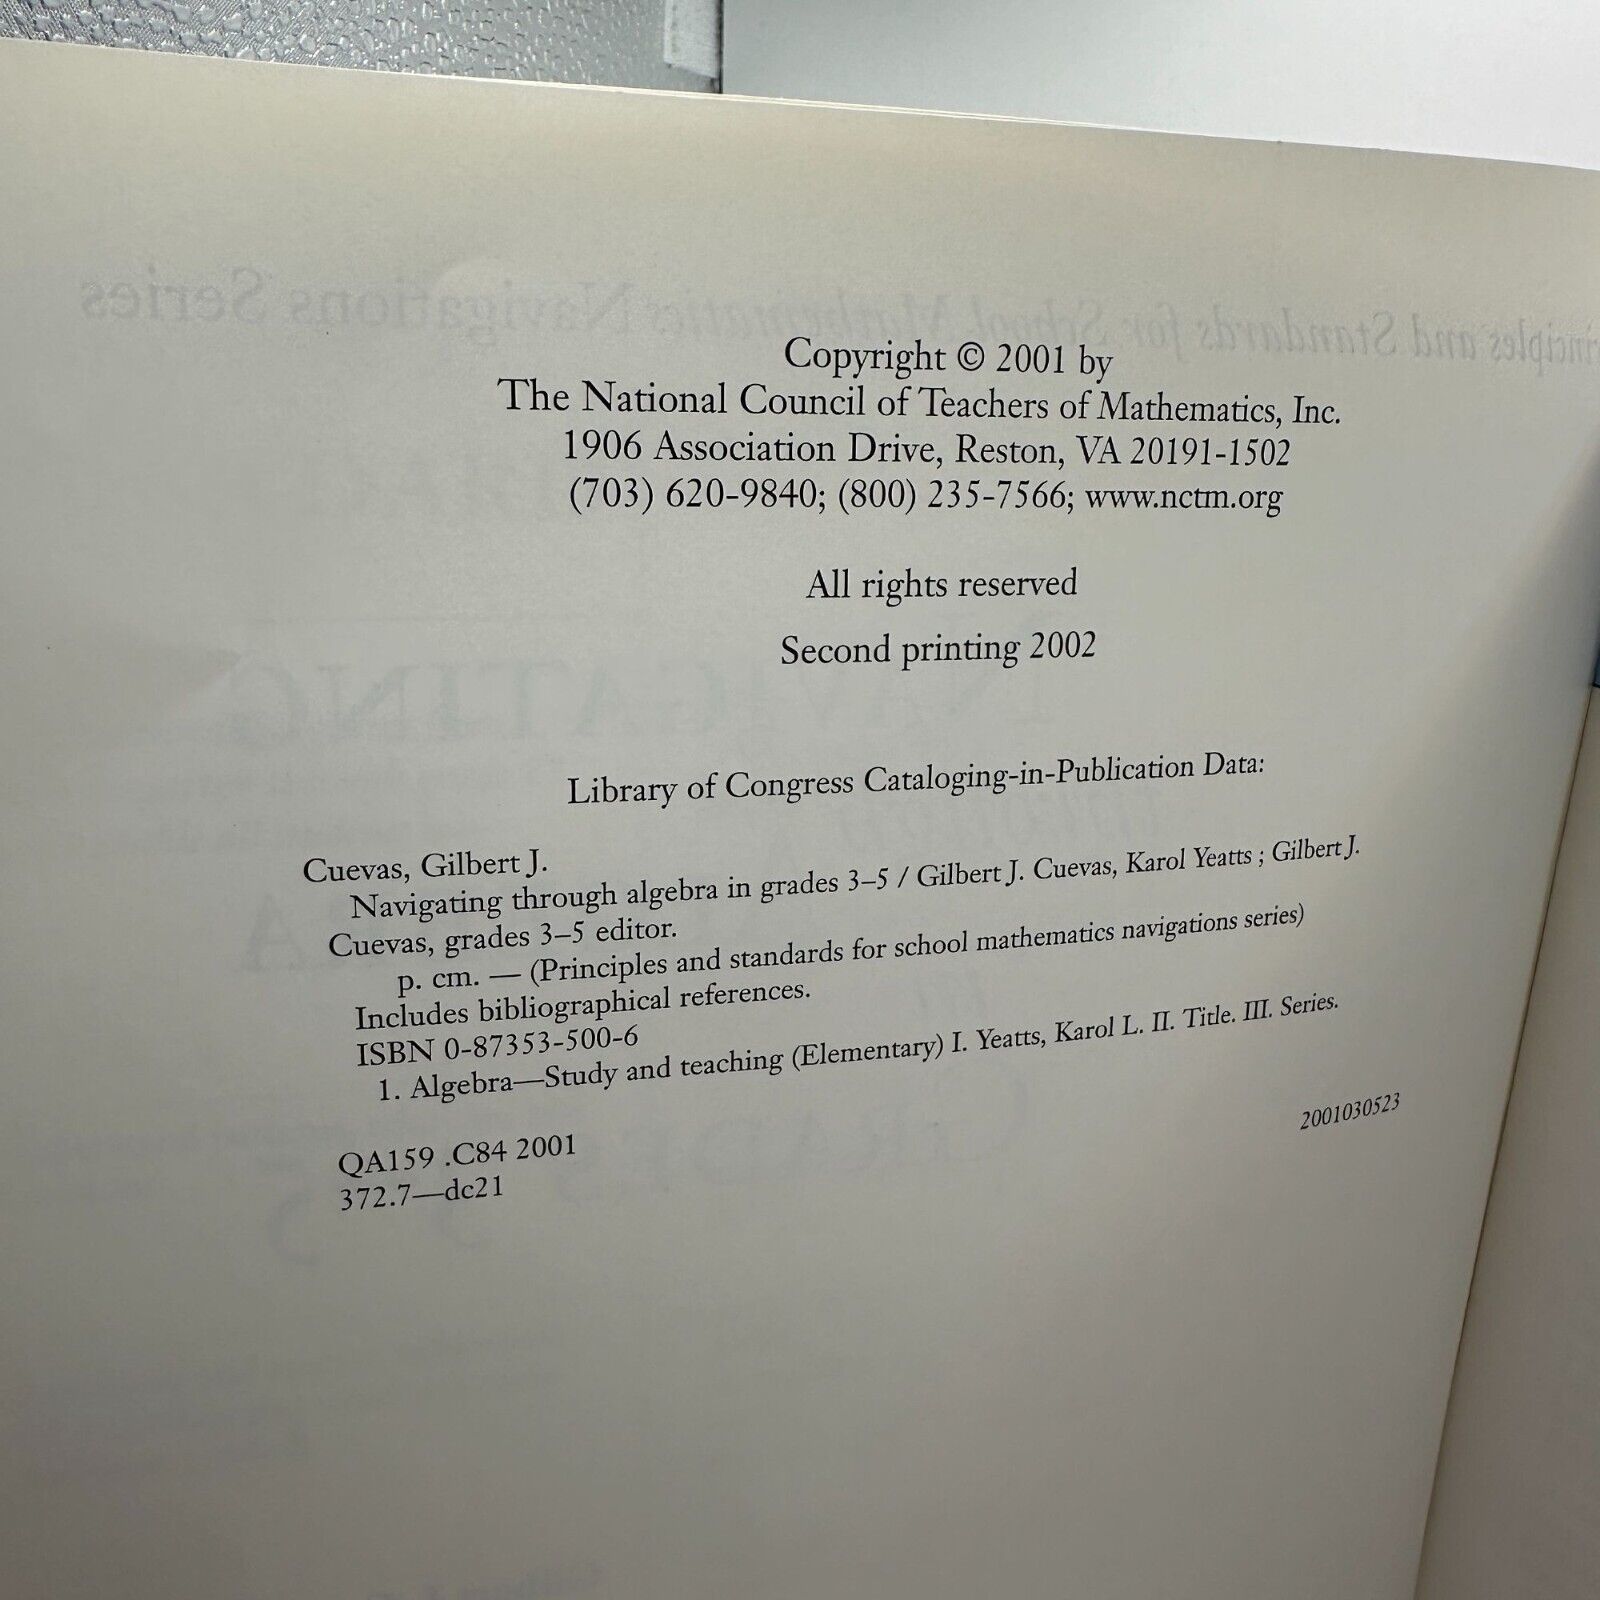 Copyright © 2001 by
The National Council of Teachers of Mathematics, Inc.
1906 Association Drive, Reston, VA 20191-1502
(703) 620-9840; (800) 235-7566; www.nctm.org
All rights reserved
Second printing 2002
Library of Congress Cataloging-in-Publication Data:
Cuevas, Gilbert J.
Navigating through algebra in grades 3–5 / Gilbert J. Cuevas, Karol Yeatts ; Gilbert J.
Cuevas, grades 3–5 editor.
p. cm. — (Principles and standards for school mathematics navigations series)
Includes bibliographical references.
ISBN 0-87353-500-6
1. Algebra—Study and teaching (Elementary) I. Yeatts, Karol L. II. Title. III. Series.
QA159 .C84 2001
372.7—dc21
2001030523